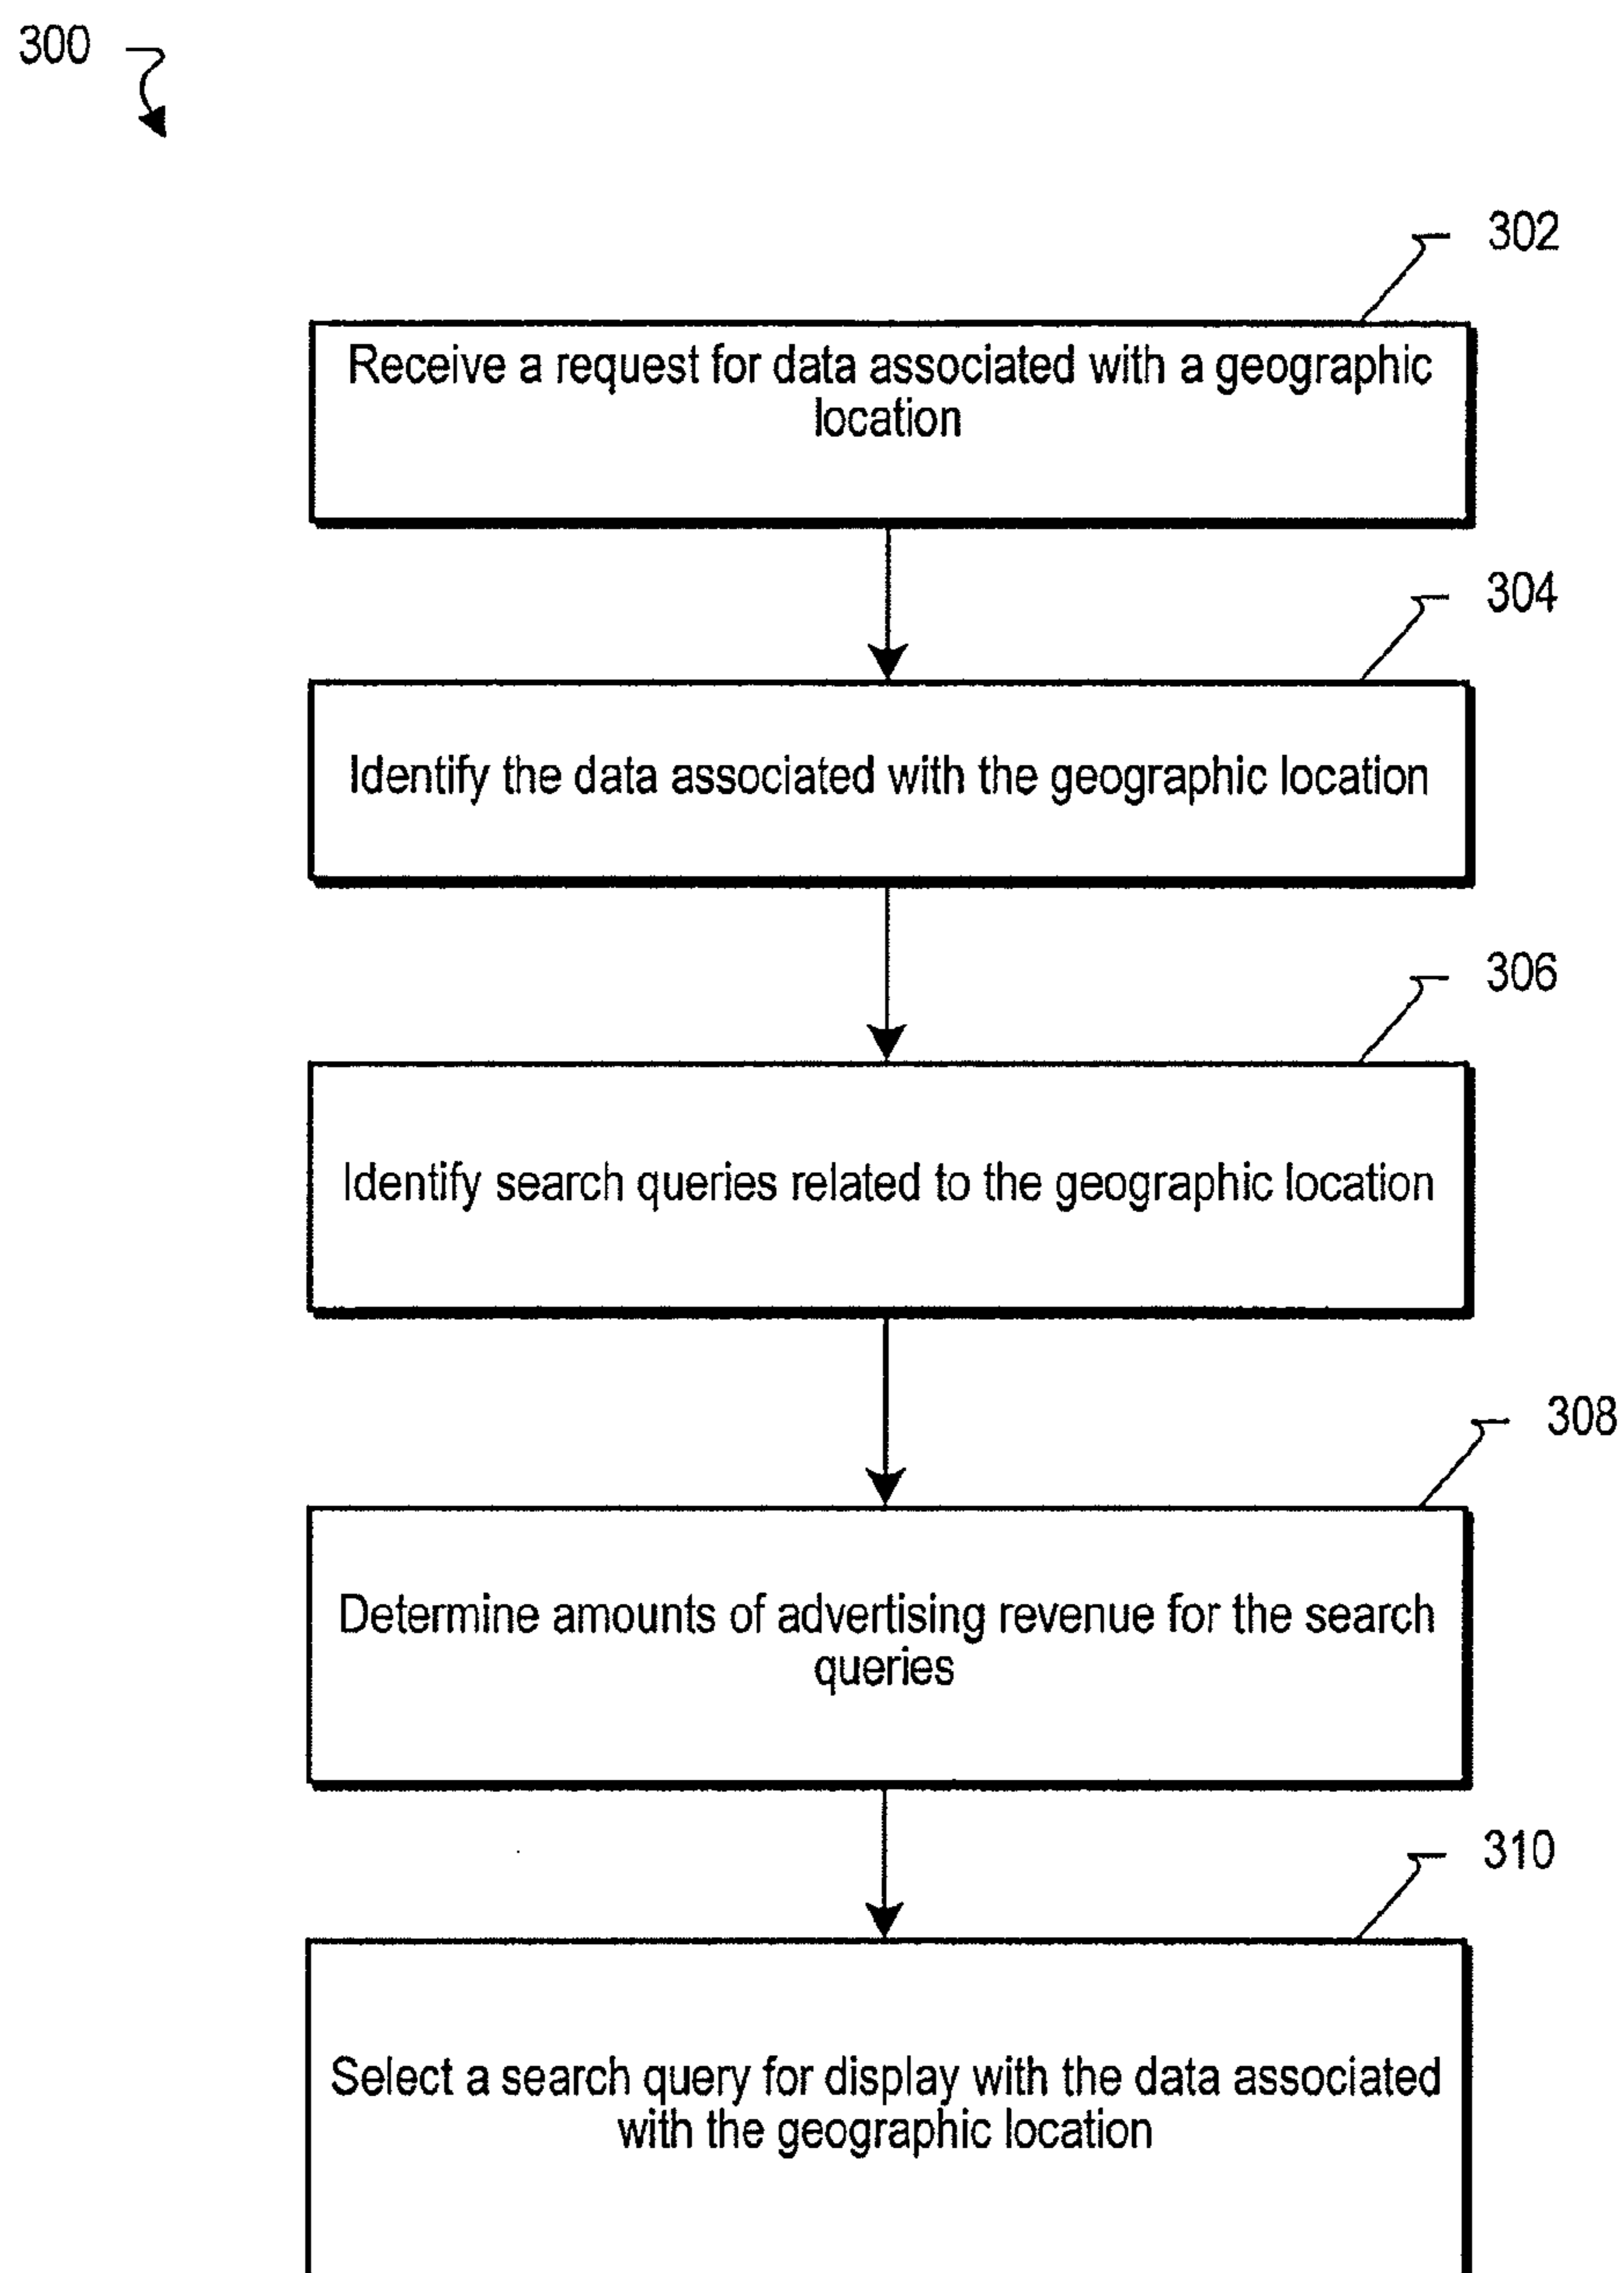 300
302
Receive a request for data associated with a geographic
location
304
Identify the data associated with the geographic location
306
Identify search queries related to the geographic location
308
Determine amounts of advertising revenue for the search
queries
310
Select a search query for display with the data associated
with the geographic location